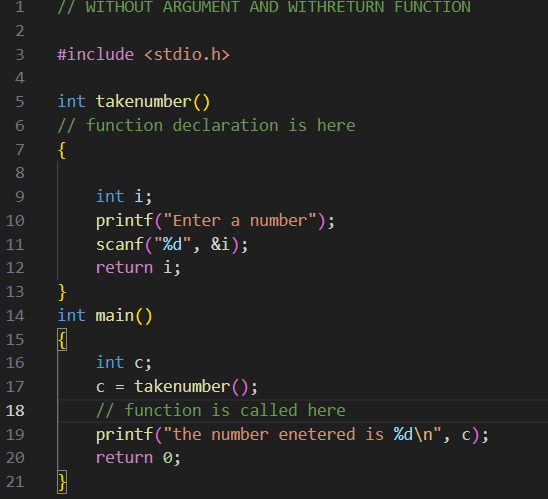 1 // WITHOUT ARGUMENT AND WITHRETURN FUNCTION
2
3 #include <stdio.h>
4
5 int takenumber()
6 // function declaration is here
7 {
8
9     int i;
10     printf("Enter a number");
11     scanf("%d", &i);
12     return i;
13 }
14 int main()
15 {
16     int c;
17     c = takenumber();
18     // function is called here
19     printf("the number enetered is %d\n", c);
20     return 0;
21 }